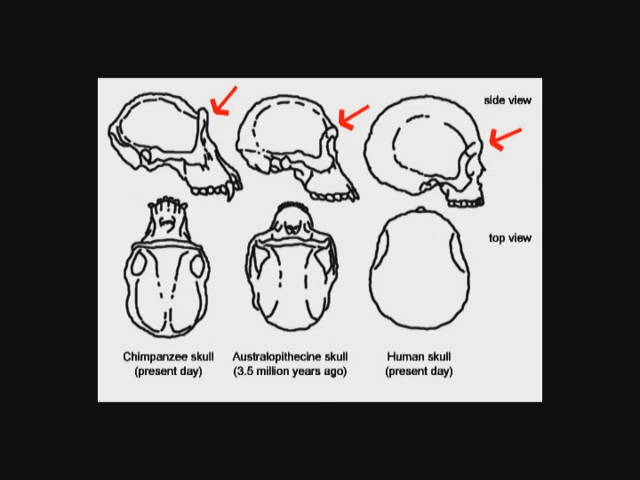 side view
top view
Chimpanzee skull
(present day)
Australopithecine skull
(3.5 million years ago)
Human skull
(present day)